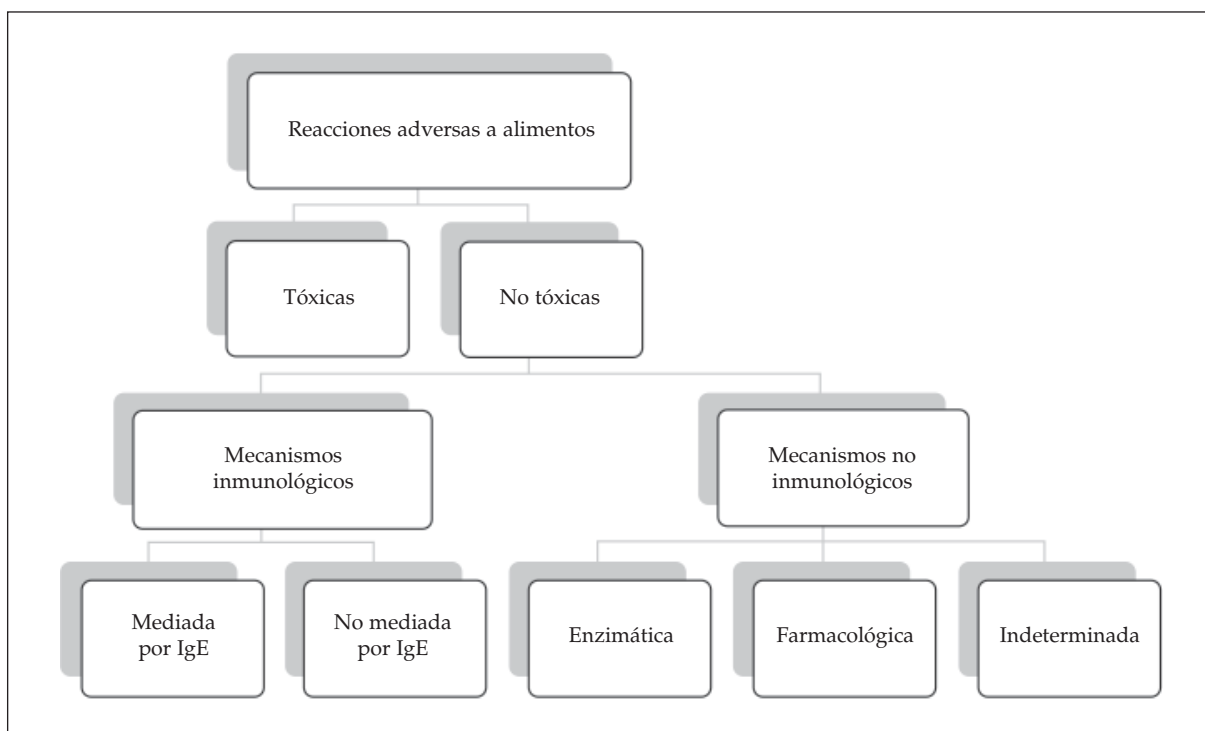 Reacciones adversas a alimentos
Tóxicas
No tóxicas
Mecanismos
inmunológicos
Mecanismos no
inmunológicos
Mediada
por IgE
No mediada
por IgE
Enzimática
Farmacológica
Indeterminada